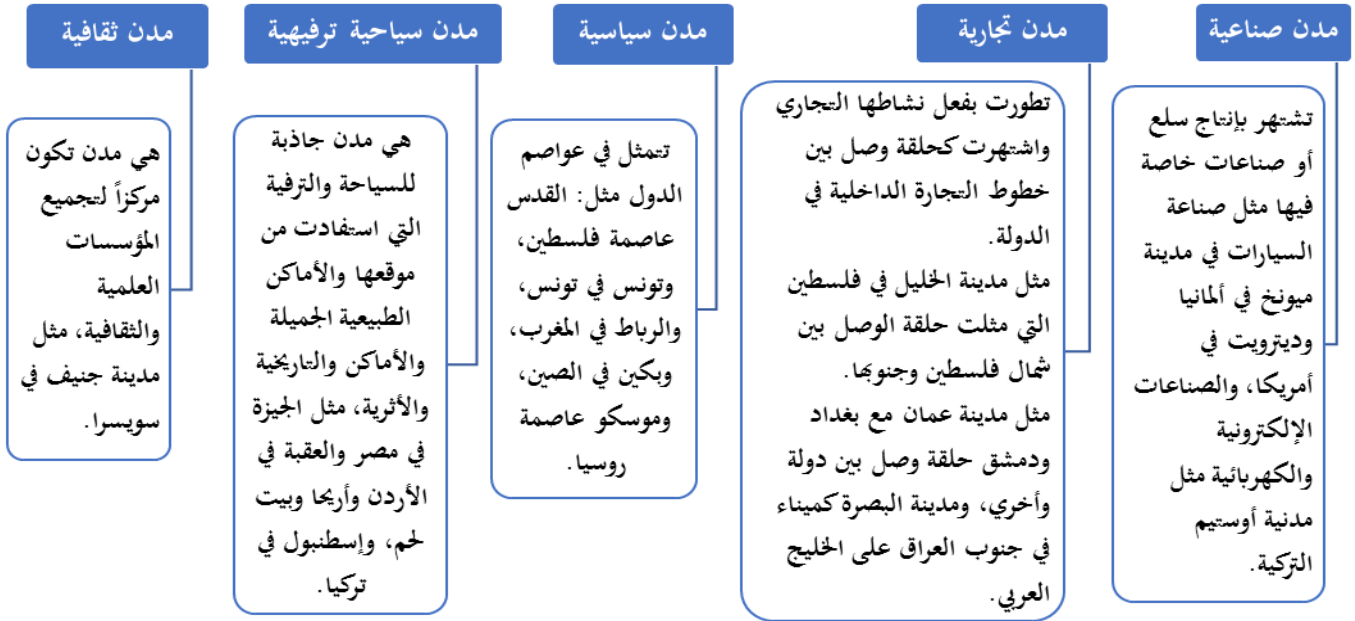 مدن صناعية
تشتهر بإنتاج سلع
أو صناعات خاصة
فيها مثل صناعة
السيارات في مدينة
ميونخ في ألمانيا
وديترويت في
أمريكا، والصناعات
الإلكترونية
والكهربائية مثل
مدنية أوستيم
التركية.
مدن تجارية
تطورت بفعل نشاطها التجاري
واشتهرت كحلقة وصل بين
خطوط التجارة الداخلية في
الدولة.
مثل مدينة الخليل في فلسطين
التي مثلت حلقة الوصل بين
شمال فلسطين وجنوبها.
مثل مدينة عمان مع بغداد
ودمشق حلقة وصل بين دولة
وأخري، ومدينة البصرة كميناء
في جنوب العراق على الخليج
العربي.
مدن سياسية
تتمثل في عواصم
الدول مثل: القدس
عاصمة فلسطين،
وتونس في تونس،
والرباط في المغرب،
وبكين في الصين،
وموسكو عاصمة
روسيا.
مدن سياحية ترفيهية
هي مدن جاذبة
للسياحة والترفية
التي استفادت من
موقعها والأماكن
الطبيعية الجميلة
والأماكن والتاريخية
والأثرية، مثل الجيزة
في مصر والعقبة في
الأردن وأريحا وبيت
لحم، وإسطنبول في
تركيا.
مدن ثقافية
هي مدن تكون
مركزاً لتجميع
المؤسسات
العلمية
والثقافية، مثل
مدينة جنيف في
سويسرا.